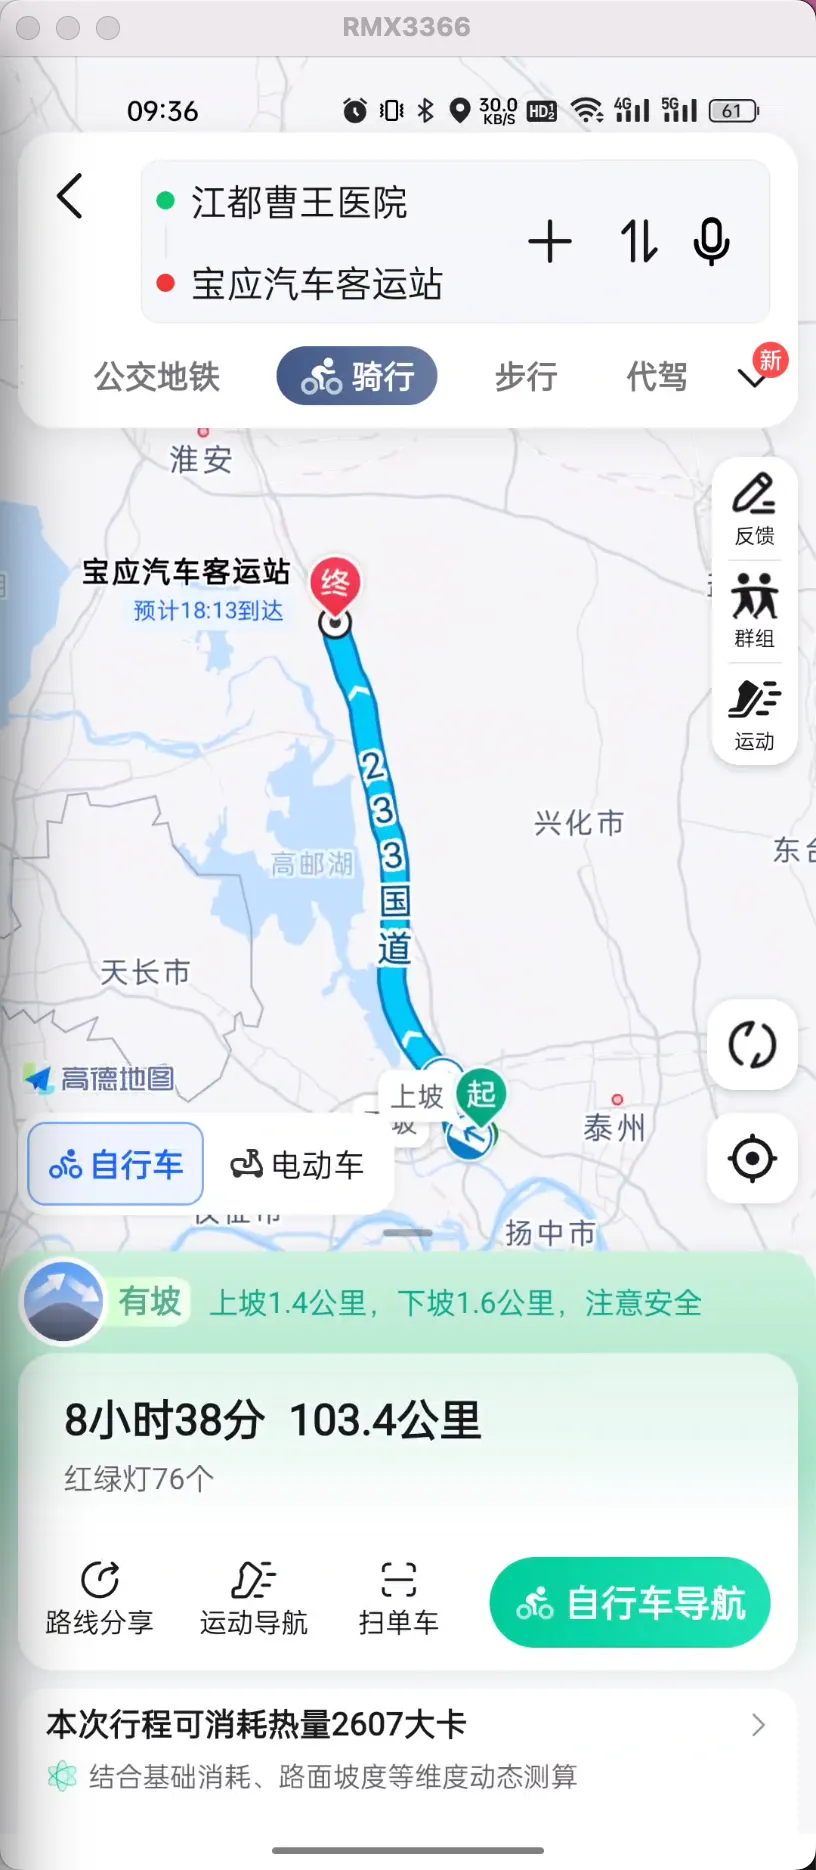 RMX3366
09:36
30.0 KB/S HD 1 2 4G 5G 61
江都曹王医院
宝应汽车客运站
公交地铁
骑行
步行
代驾
新
淮安
反馈
宝应汽车客运站
终
预计18:13到达
群组
运动
233国道
兴化市
东台
高邮湖
天长市
高德地图
上坡
起
坡
泰州
自行车
电动车
扬中市
有坡
上坡1.4公里，下坡1.6公里，注意安全
8小时38分 103.4公里
红绿灯76个
路线分享
运动导航
扫单车
自行车导航
本次行程可消耗热量2607大卡
结合基础消耗、路面坡度等维度动态测算